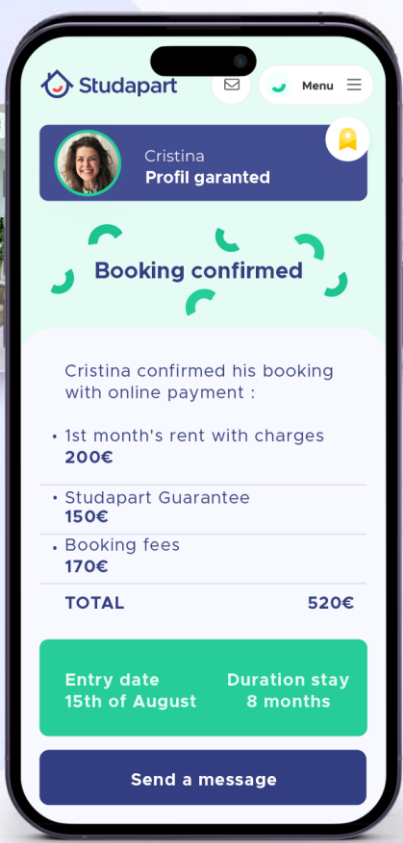 Studapart
Menu
Cristina
Profil garanted
Booking confirmed
Cristina confirmed his booking
with online payment :
• 1st month's rent with charges
200€
• Studapart Guarantee
150€
• Booking fees
170€
TOTAL 520€
Entry date Duration stay
15th of August 8 months
Send a message